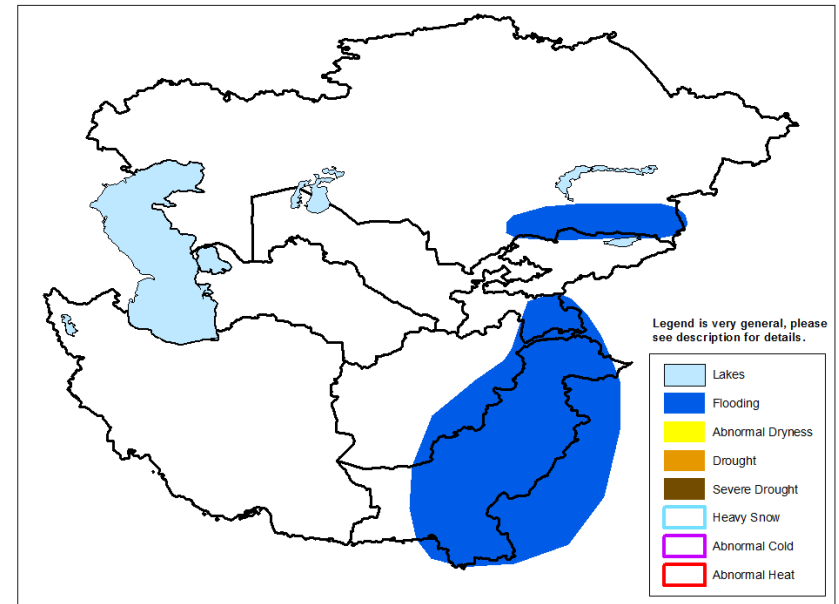 Legend is very general, please
see description for details.
Lakes
Flooding
Abnormal Dryness
Drought
Severe Drought
Heavy Snow
Abnormal Cold
Abnormal Heat